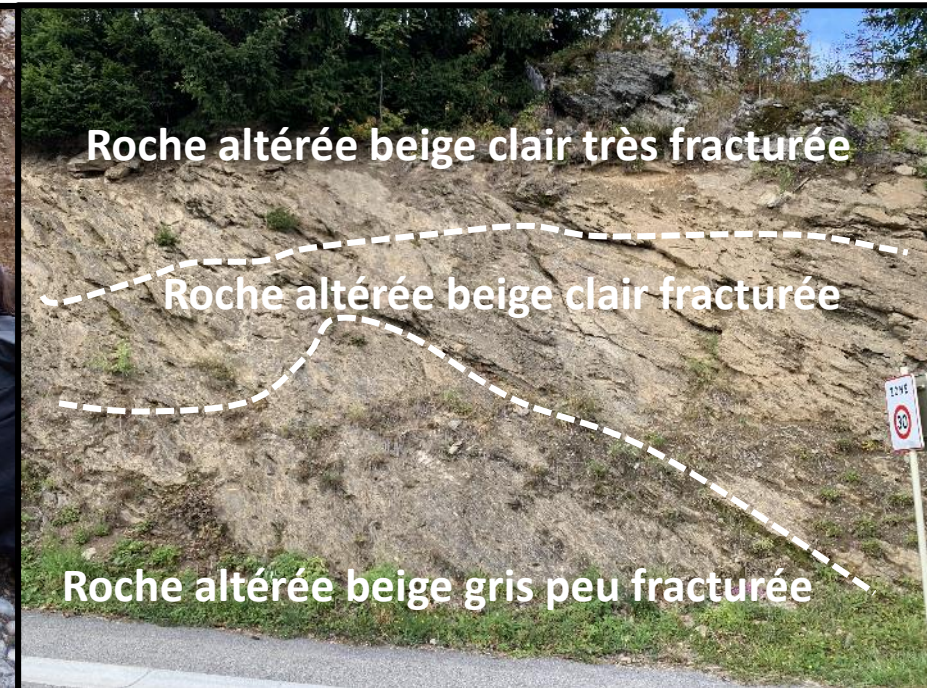 Roche altérée beige clair très fracturée
Roche altérée beige clair fracturée
ZONE
30
Roche altérée beige gris peu fracturée